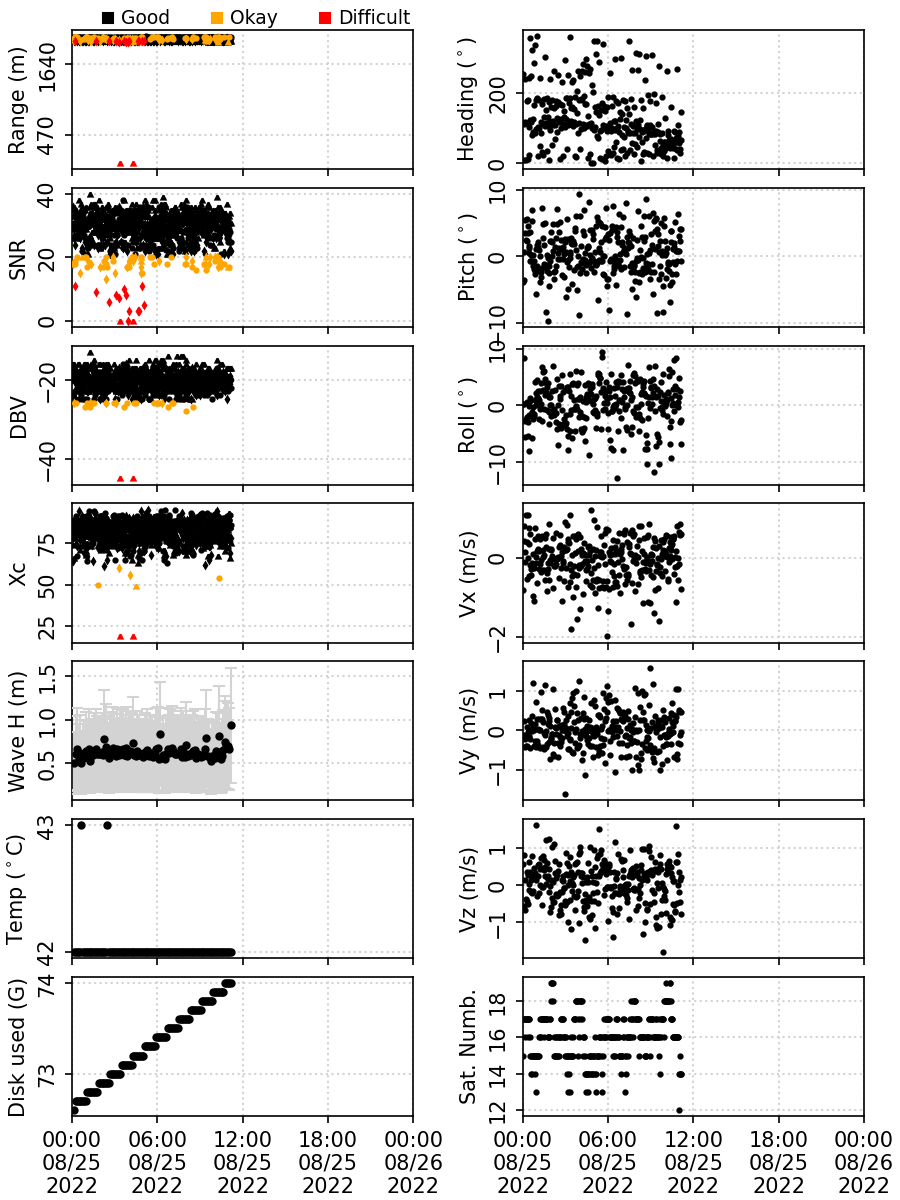 Good Okay Difficult
Range (m)
1640
470
Heading (°)
200
0
SNR
40
20
0
Pitch (°)
10
0
−10
DBV
−20
−40
Roll (°)
10
0
−10
Xc
75
50
25
Vx (m/s)
0
−2
Wave H (m)
1.5
1.0
0.5
Vy (m/s)
1
0
−1
Temp (°C)
43
42
Vz (m/s)
1
0
−1
Disk used (G)
74
73
Sat. Numb.
18
16
14
12
00:00 06:00 12:00 18:00 00:00 00:00 06:00 12:00 18:00 00:00
08/25 08/25 08/25 08/25 08/26 08/25 08/25 08/25 08/25 08/26
2022 2022 2022 2022 2022 2022 2022 2022 2022 2022